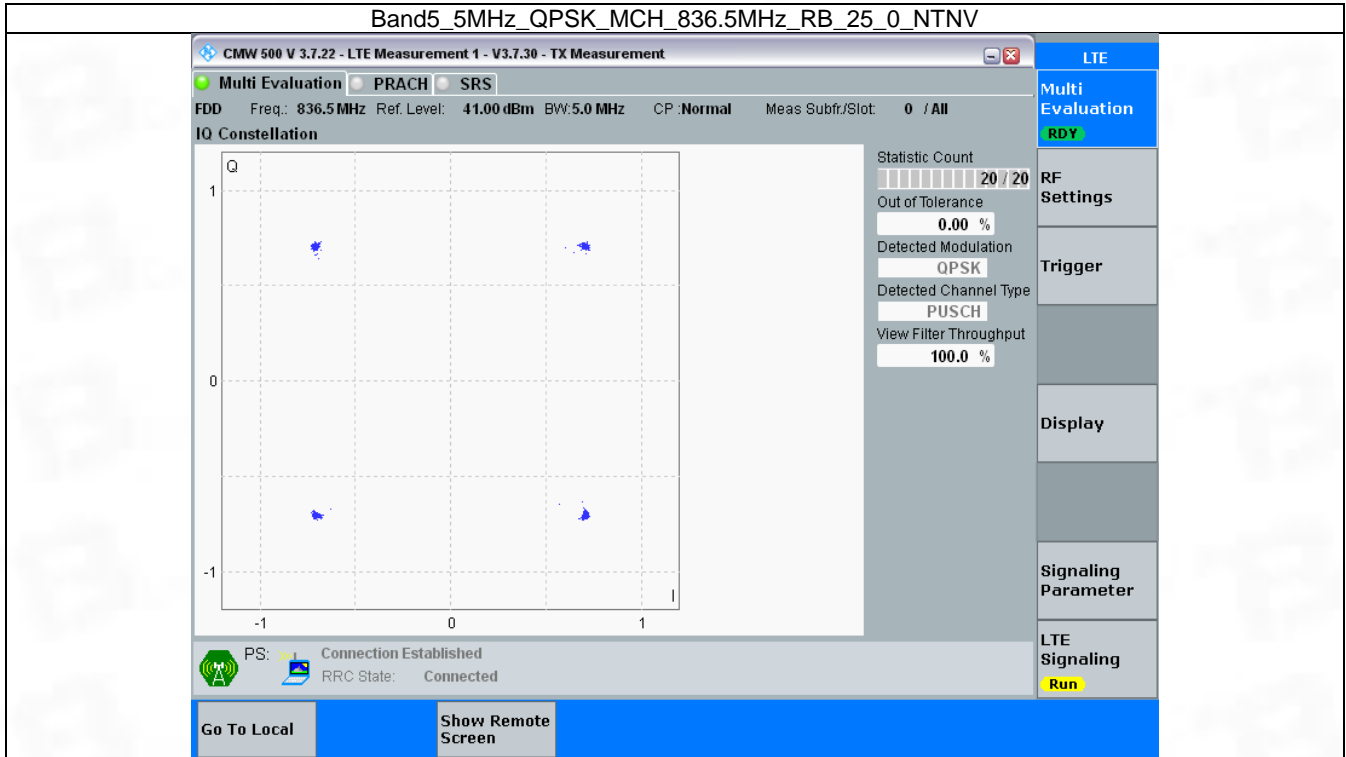 Band5_5MHz_QPSK_MCH_836.5MHz_RB_25_0_NTNV
CMW 500 V 3.7.22 - LTE Measurement 1 - V3.7.30 - TX Measurement
LTE
Multi Evaluation PRACH SRS
Multi
Evaluation
RDY
FDD Freq.: 836.5 MHz Ref. Level: 41.00 dBm BW:5.0 MHz CP :Normal Meas Subfr./Slot: 0 / All
IQ Constellation
Q
1
0
-1
I
-1 0 1
Statistic Count
20 / 20
Out of Tolerance
0.00 %
Detected Modulation
QPSK
Detected Channel Type
PUSCH
View Filter Throughput
100.0 %
RF
Settings
Trigger
Display
Signaling
Parameter
LTE
Signaling
Run
PS: Connection Established
RRC State: Connected
Go To Local
Show Remote
Screen